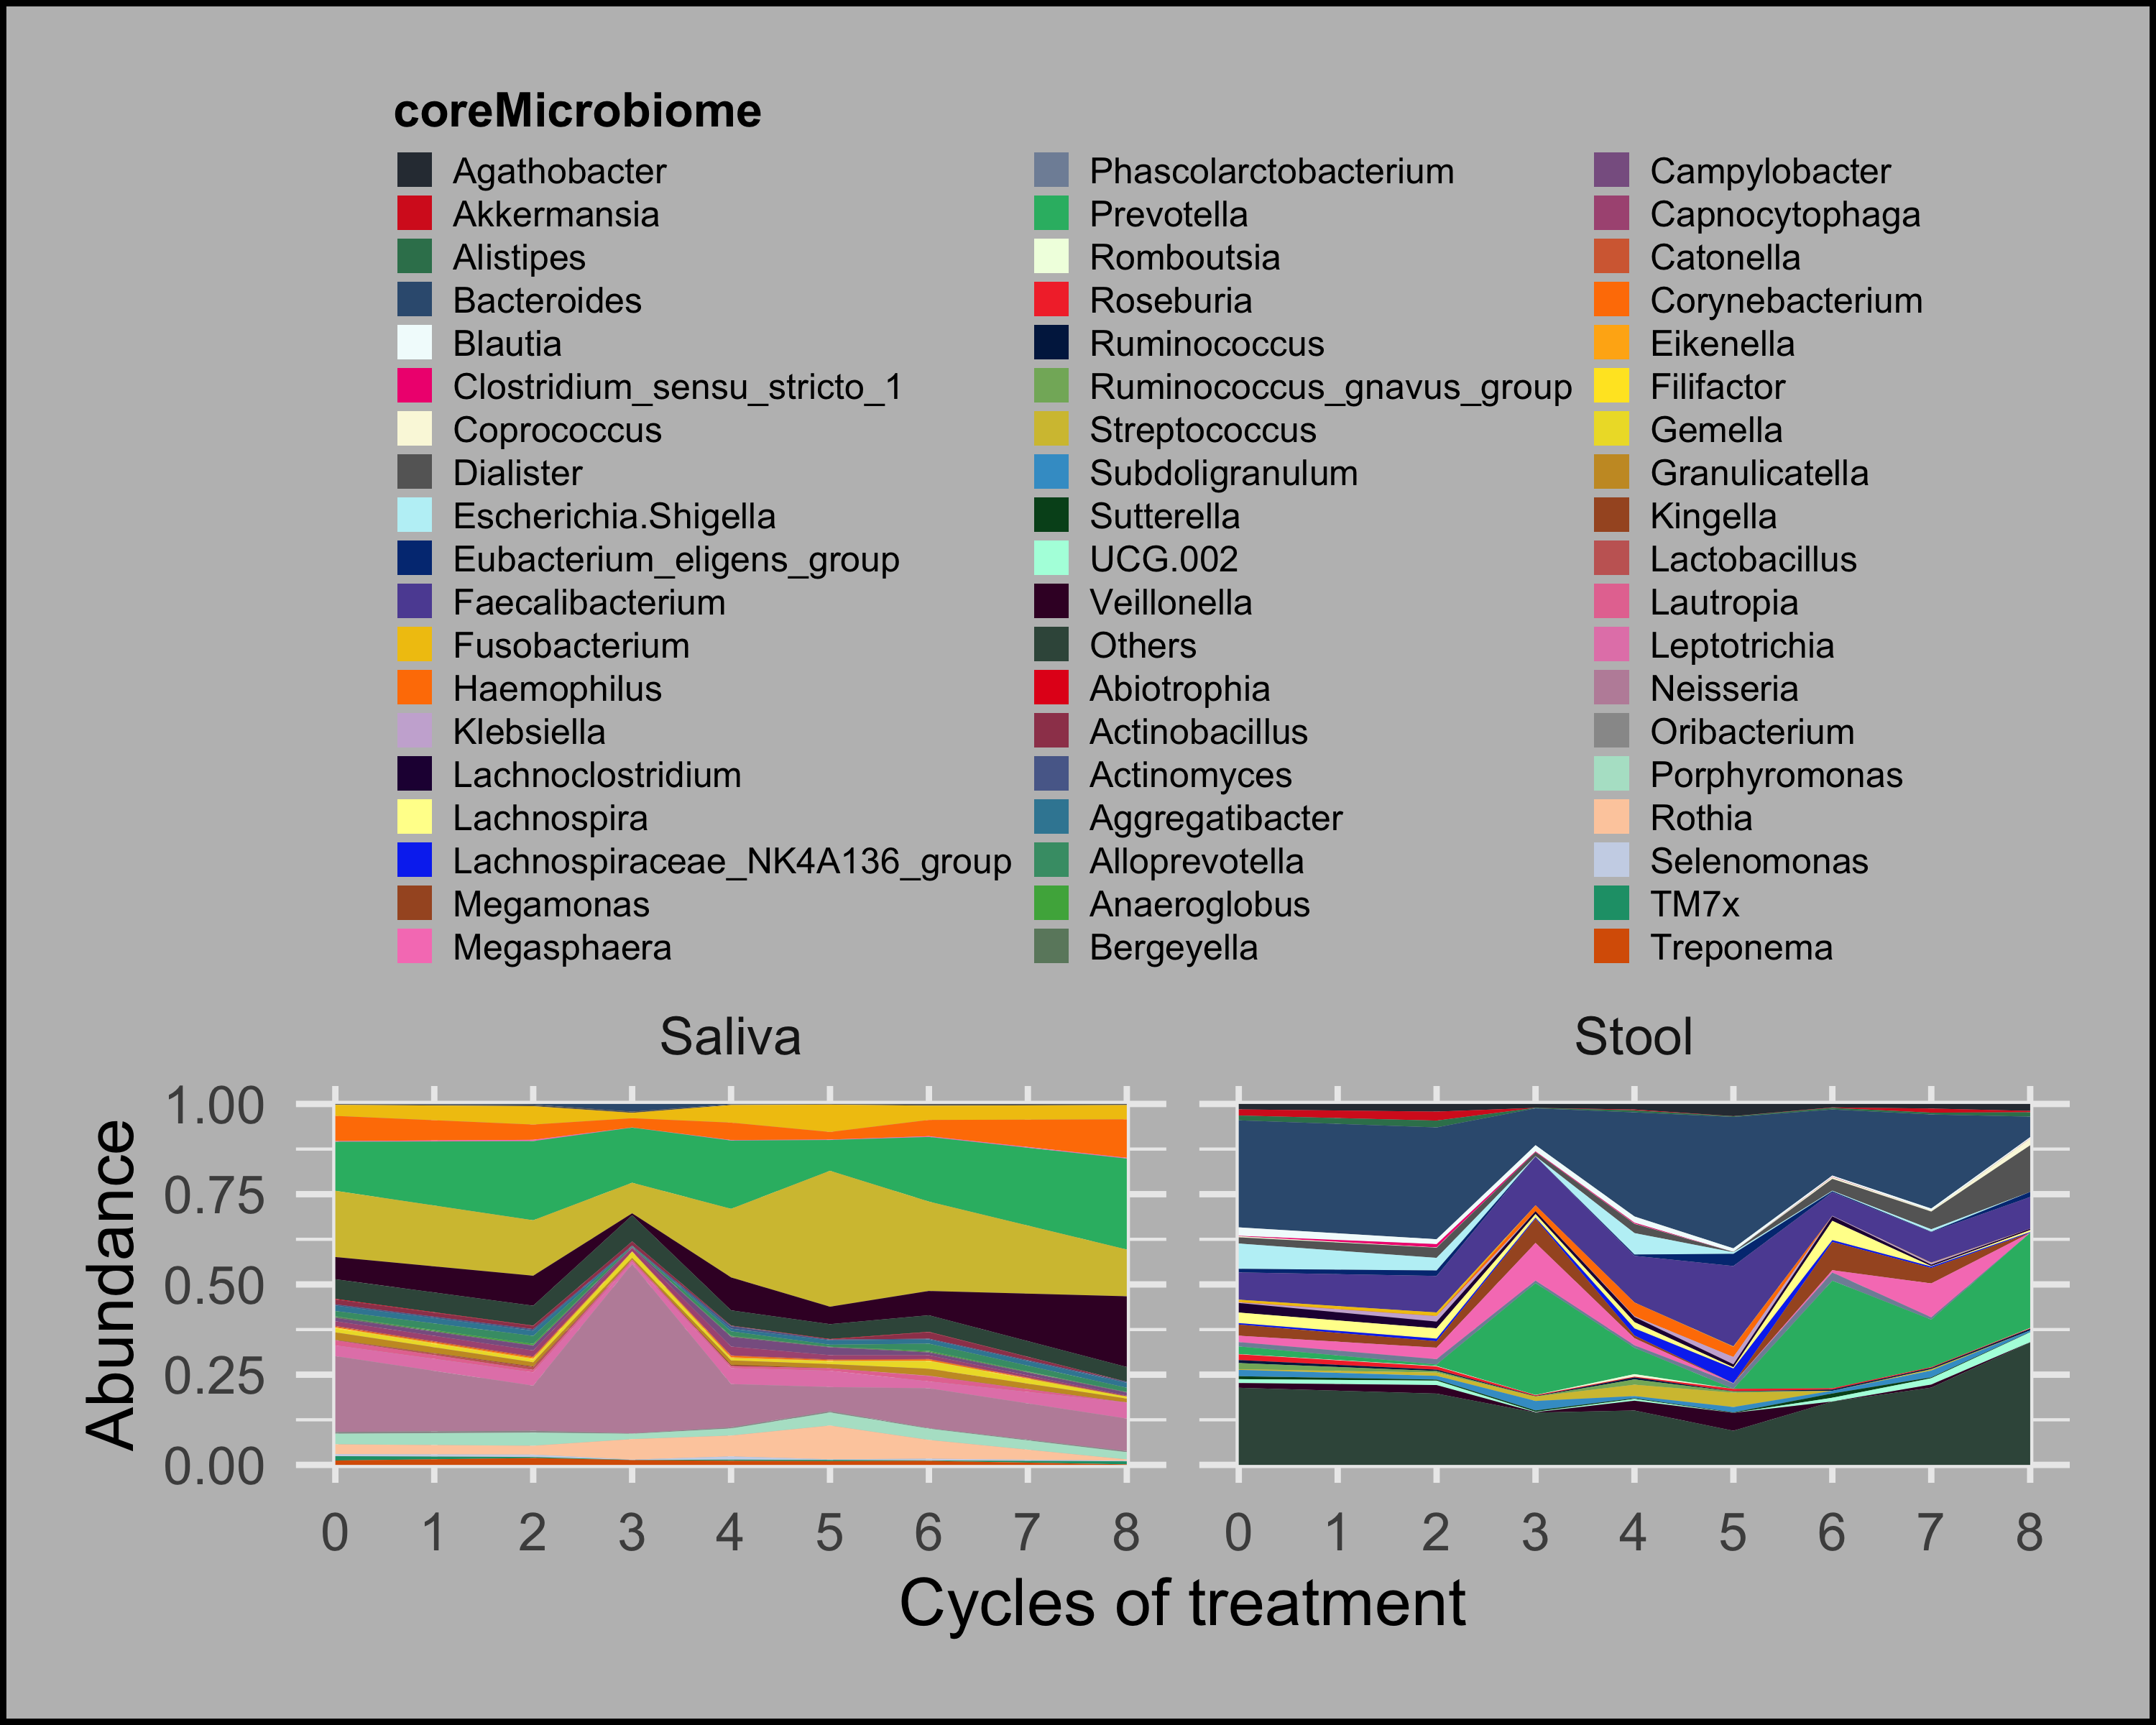 coreMicrobiome
Agathobacter
Akkermansia
Alistipes
Bacteroides
Blautia
Clostridium_sensu_stricto_1
Coprococcus
Dialister
Escherichia.Shigella
Eubacterium_eligens_group
Faecalibacterium
Fusobacterium
Haemophilus
Klebsiella
Lachnoclostridium
Lachnospira
Lachnospiraceae_NK4A136_group
Megamonas
Megasphaera
Phascolarctobacterium
Prevotella
Romboutsia
Roseburia
Ruminococcus
Ruminococcus_gnavus_group
Streptococcus
Subdoligranulum
Sutterella
UCG.002
Veillonella
Others
Abiotrophia
Actinobacillus
Actinomyces
Aggregatibacter
Alloprevotella
Anaeroglobus
Bergeyella
Campylobacter
Capnocytophaga
Catonella
Corynebacterium
Eikenella
Filifactor
Gemella
Granulicatella
Kingella
Lactobacillus
Lautropia
Leptotrichia
Neisseria
Oribacterium
Porphyromonas
Rothia
Selenomonas
TM7x
Treponema
Saliva
Stool
Abundance
1.00
0.75
0.50
0.25
0.00
0 1 2 3 4 5 6 7 8
0 1 2 3 4 5 6 7 8
Cycles of treatment